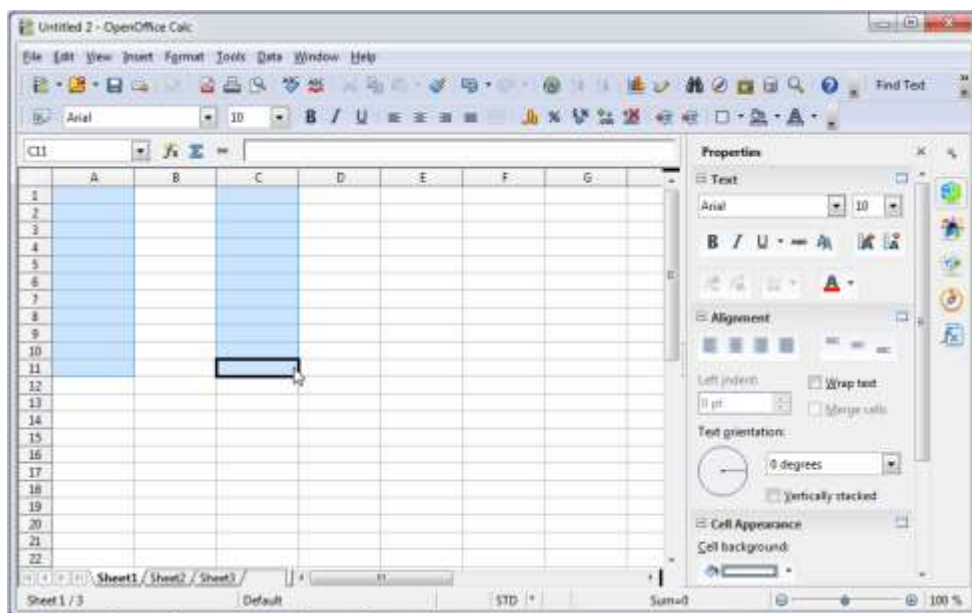 Untitled 2 - OpenOffice Calc
File Edit View Insert Format Tools Data Window Help
Find Text
Arial 10 B I U
C11
A B C D E F G
1
2
3
4
5
6
7
8
9
10
11
12
13
14
15
16
17
18
19
20
21
22
Sheet1 / Sheet2 / Sheet3 /
Sheet 1 / 3 Default STD * Sum=0 100 %
Properties
Text
Arial 10
B I U
A
Alignment
Left indent:
Wrap text
0 pt
Merge cells
Text orientation:
0 degrees
Vertically stacked
Cell Appearance
Cell background: